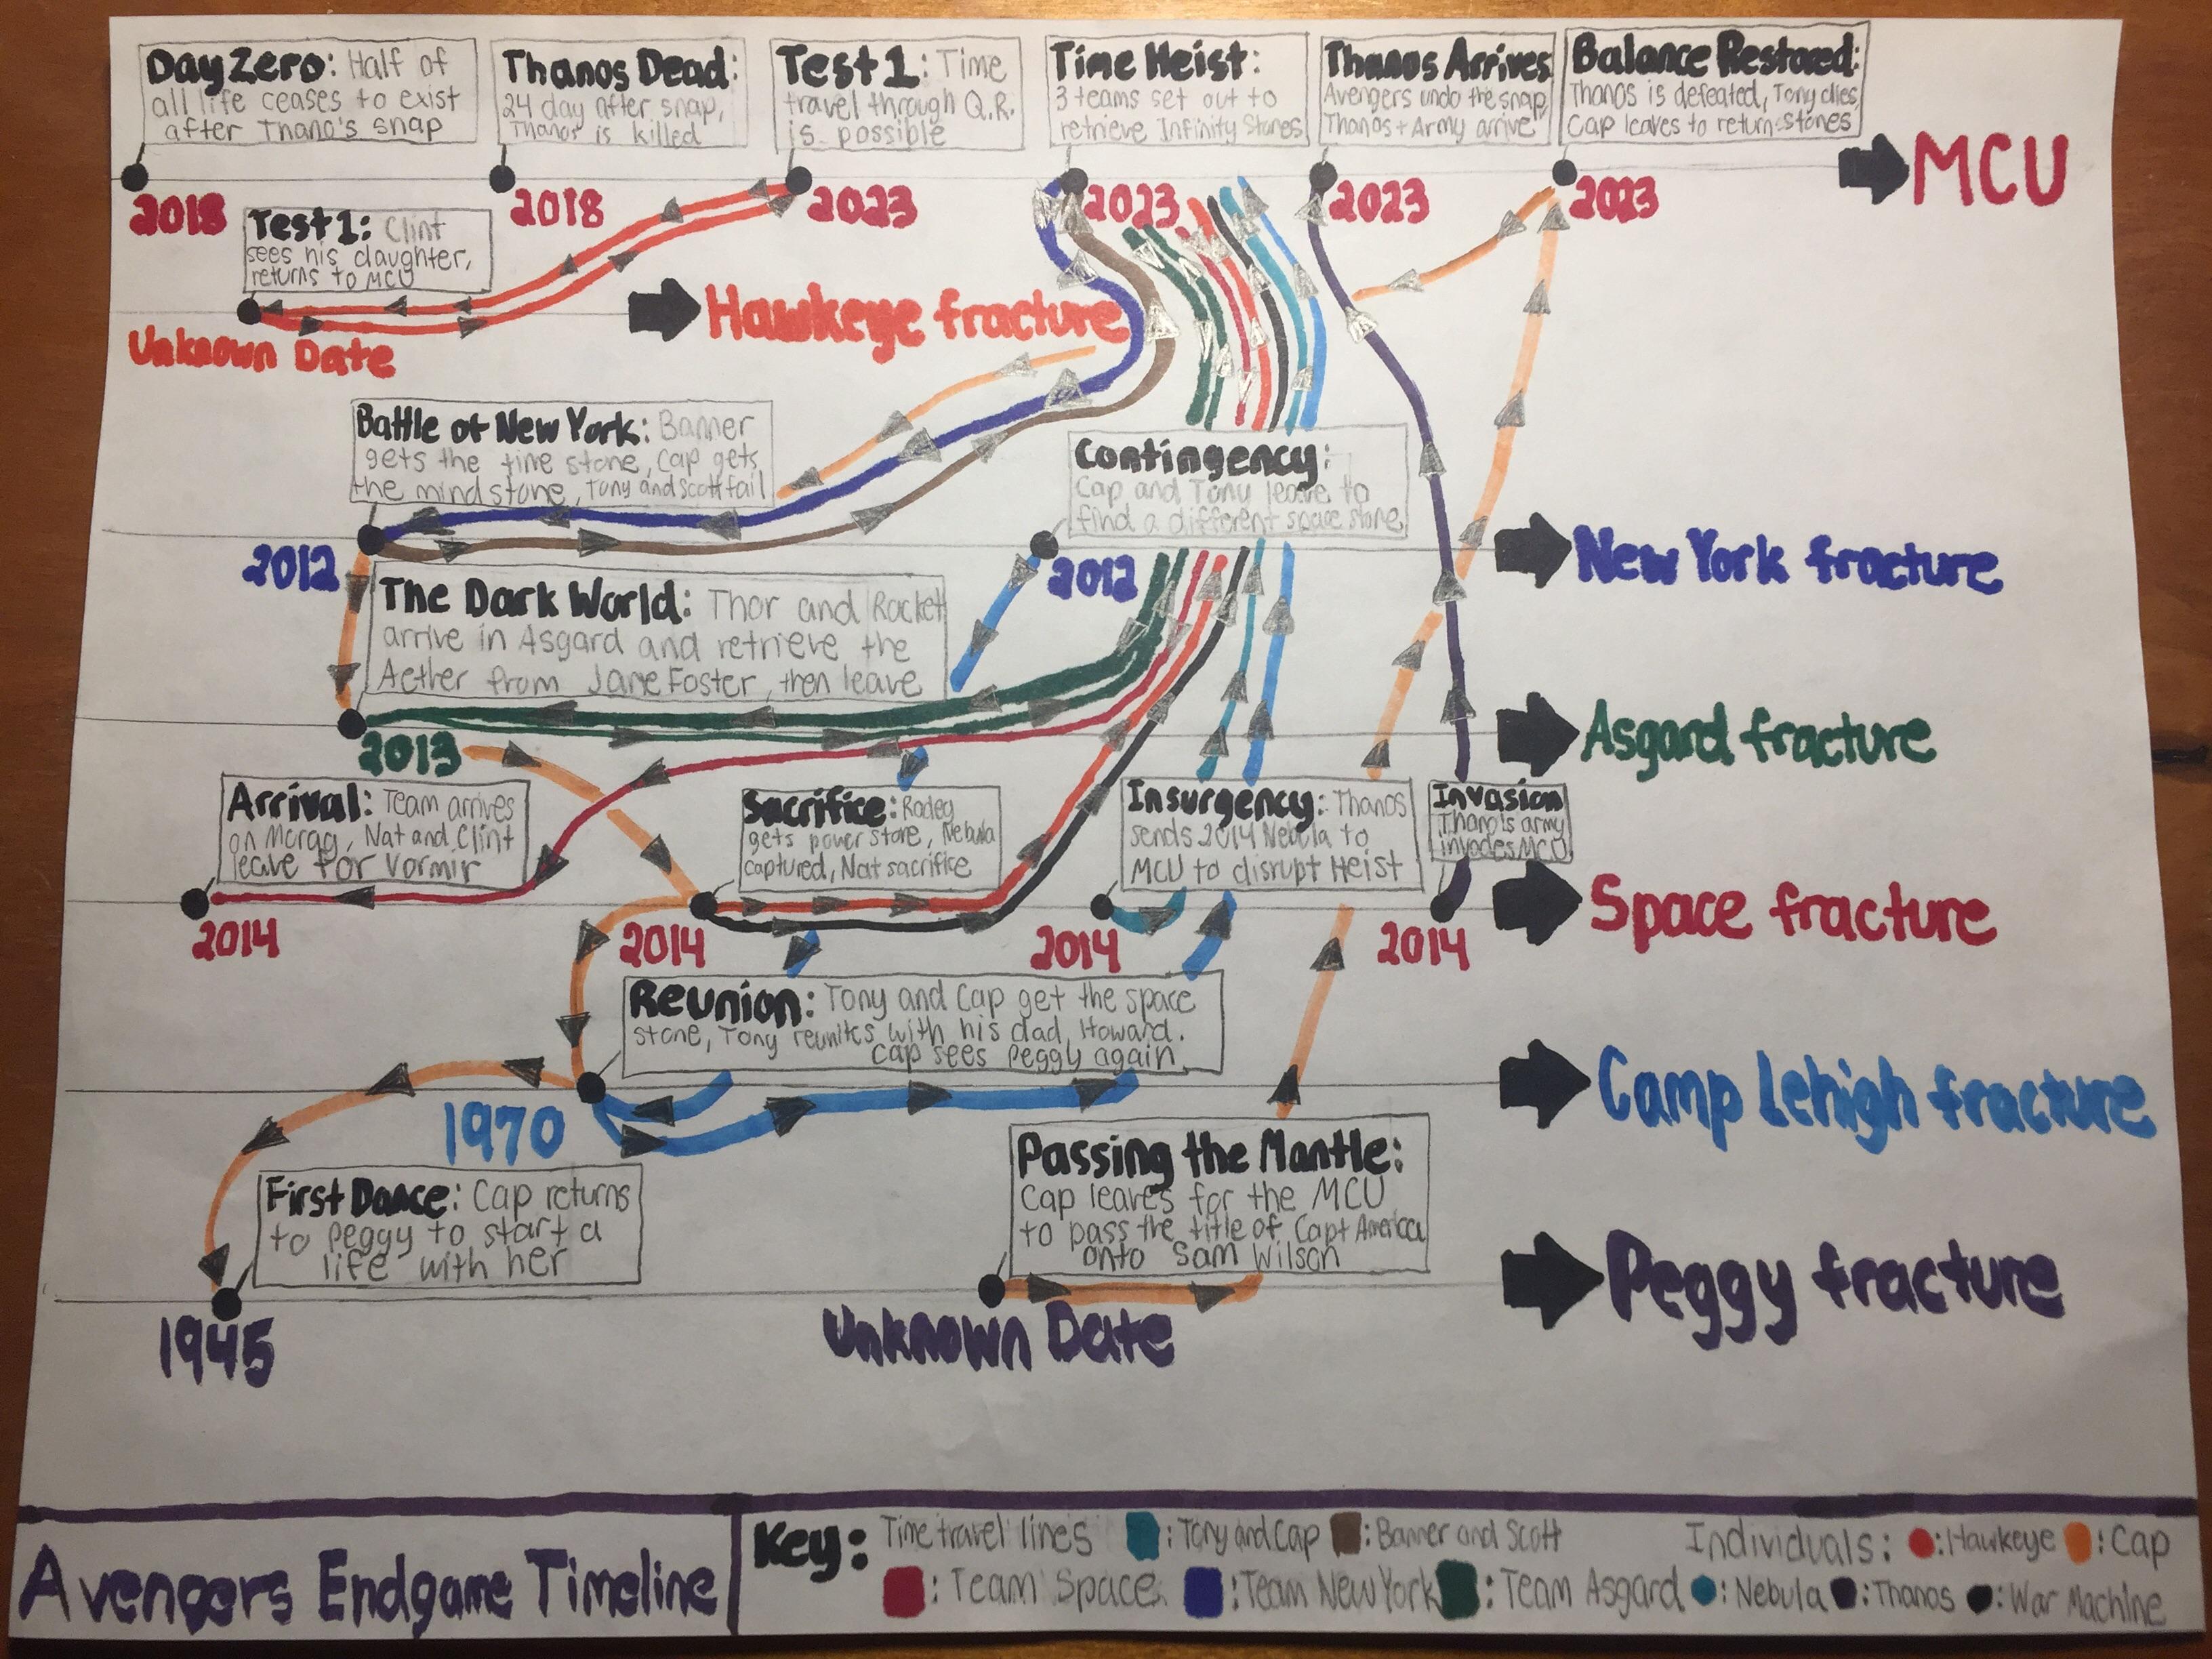 Day Zero: Half of
all life ceases to exist
after Thano's snap
Thanos Dead:
24 day after snap,
Thanos is killed
Test 1: Time
travel through Q.R.
is possible
Time Heist:
3 teams set out to
retrieve Infinity Stones
Thanos Arrives
Avengers undo the snap,
Thanos + Army arrive
Balance Restored:
Thanos is defeated, Tony dies,
Cap leaves to return stones
MCU
2018
2018
2023
2023
2023
2023
Test 1: Clint
sees his daughter,
returns to MCU
Unknown Date
Hawkeye fracture
Battle of New York: Banner
gets the time stone, Cap gets
the mind stone, Tony and Scott fail
Contingency:
Cap and Tony leave to
find a different space stone
2012
2012
New York fracture
The Dark World: Thor and Rocket
arrive in Asgard and retrieve the
Aether from Jane Foster, then leave
2013
Asgard fracture
Arrival: Team arrives
on Morag, Nat and Clint
leave for Vormir
Sacrifice: Rodey
gets power stone, Nebula
captured, Nat sacrifice
Insurgency: Thanos
sends 2014 Nebula to
MCU to disrupt Heist
Invasion
Thanos army
invades MCU
2014
2014
2014
2014
Space fracture
Reunion: Tony and Cap get the space
stone, Tony reunites with his dad, Howard.
Cap sees Peggy again
1970
Camp Lehigh fracture
First Dance: Cap returns
to Peggy to start a
life with her
Passing the Mantle:
Cap leaves for the MCU
to pass the title of Capt America
onto Sam Wilson
1945
Unknown Date
Peggy fracture
Avengers Endgame Timeline
Key: Time travel lines : Tony and Cap : Banner and Scott
: Team Space : Team New York : Team Asgard
Individuals: : Hawkeye : Cap
: Nebula : Thanos : War Machine